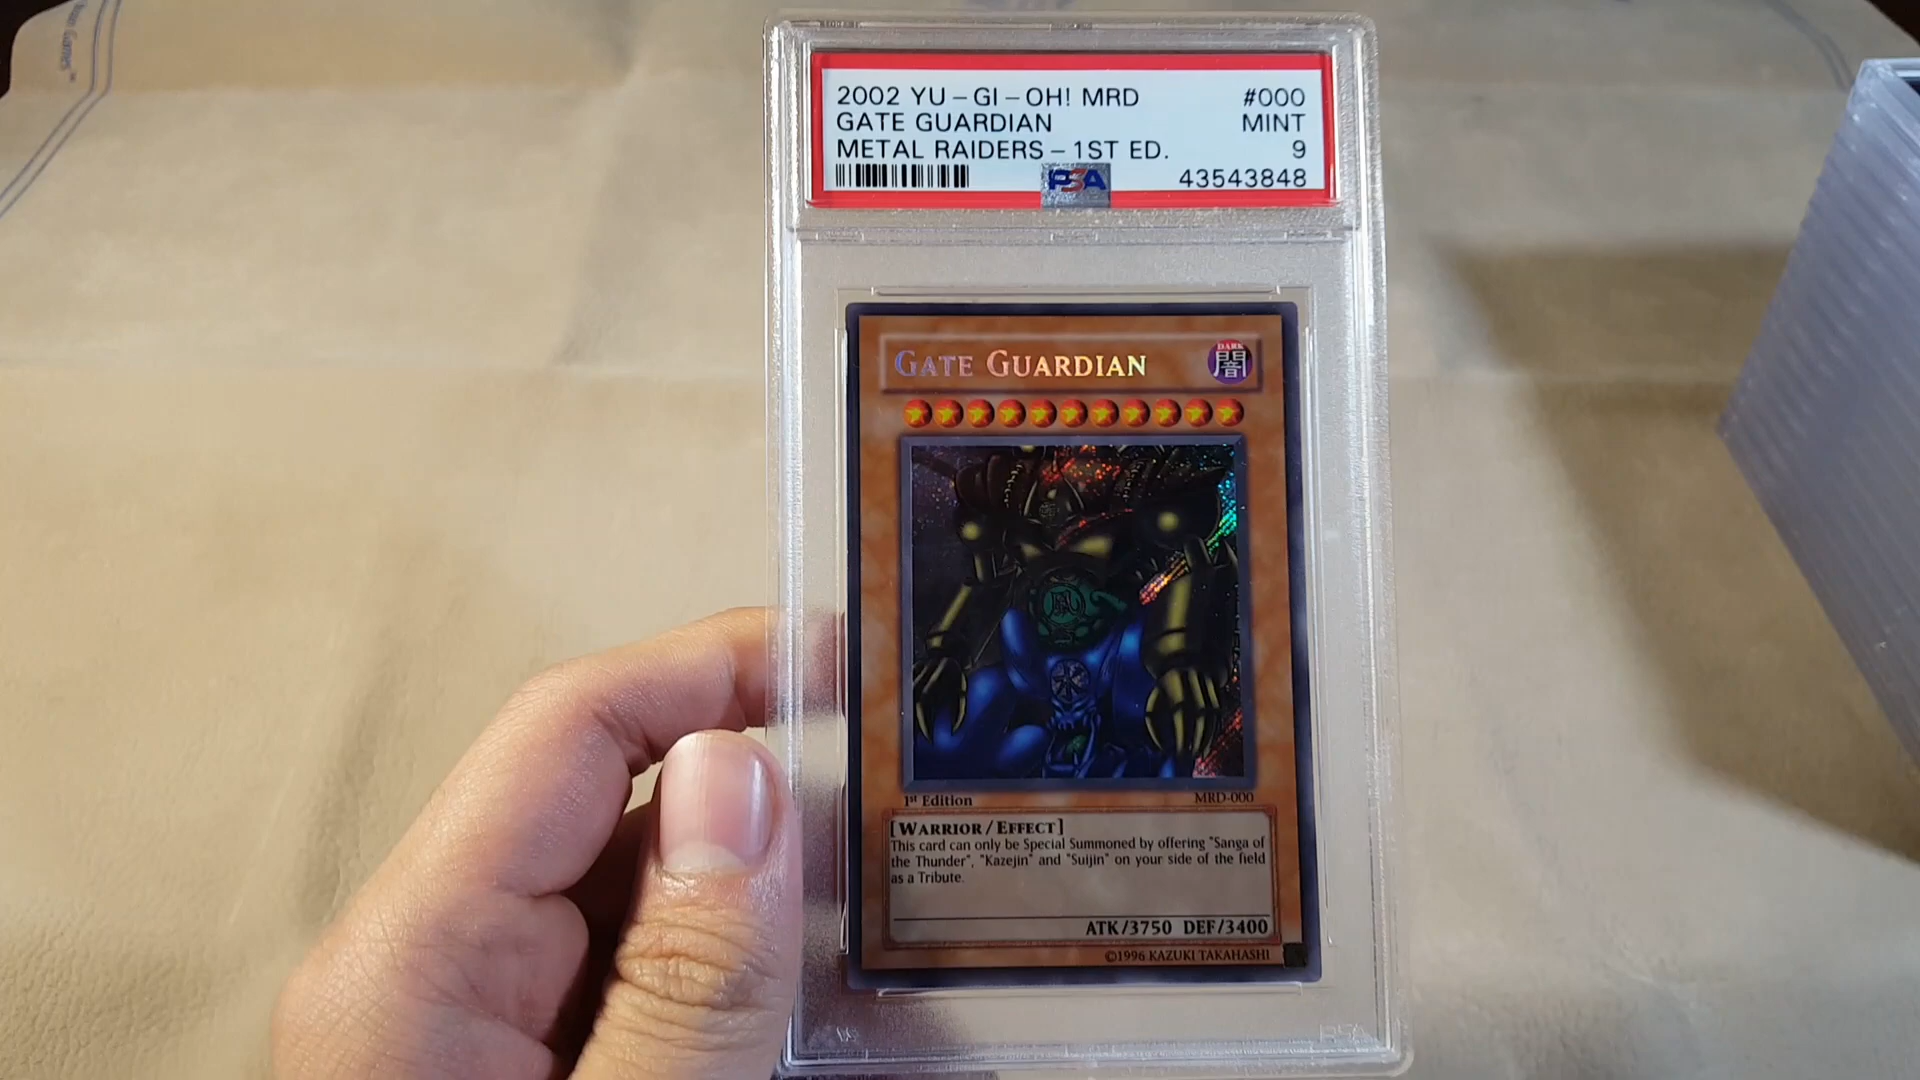 2002 YU-GI-OH! MRD #000
GATE GUARDIAN MINT
METAL RAIDERS - 1ST ED. 9
PSA 43543848
GATE GUARDIAN
DARK
闇
風
1st Edition MRD-000
[WARRIOR/EFFECT]
This card can only be Special Summoned by offering "Sanga of
the Thunder", "Kazejin" and "Suijin" on your side of the field
as a Tribute.
ATK/3750 DEF/3400
©1996 KAZUKI TAKAHASHI
PSA